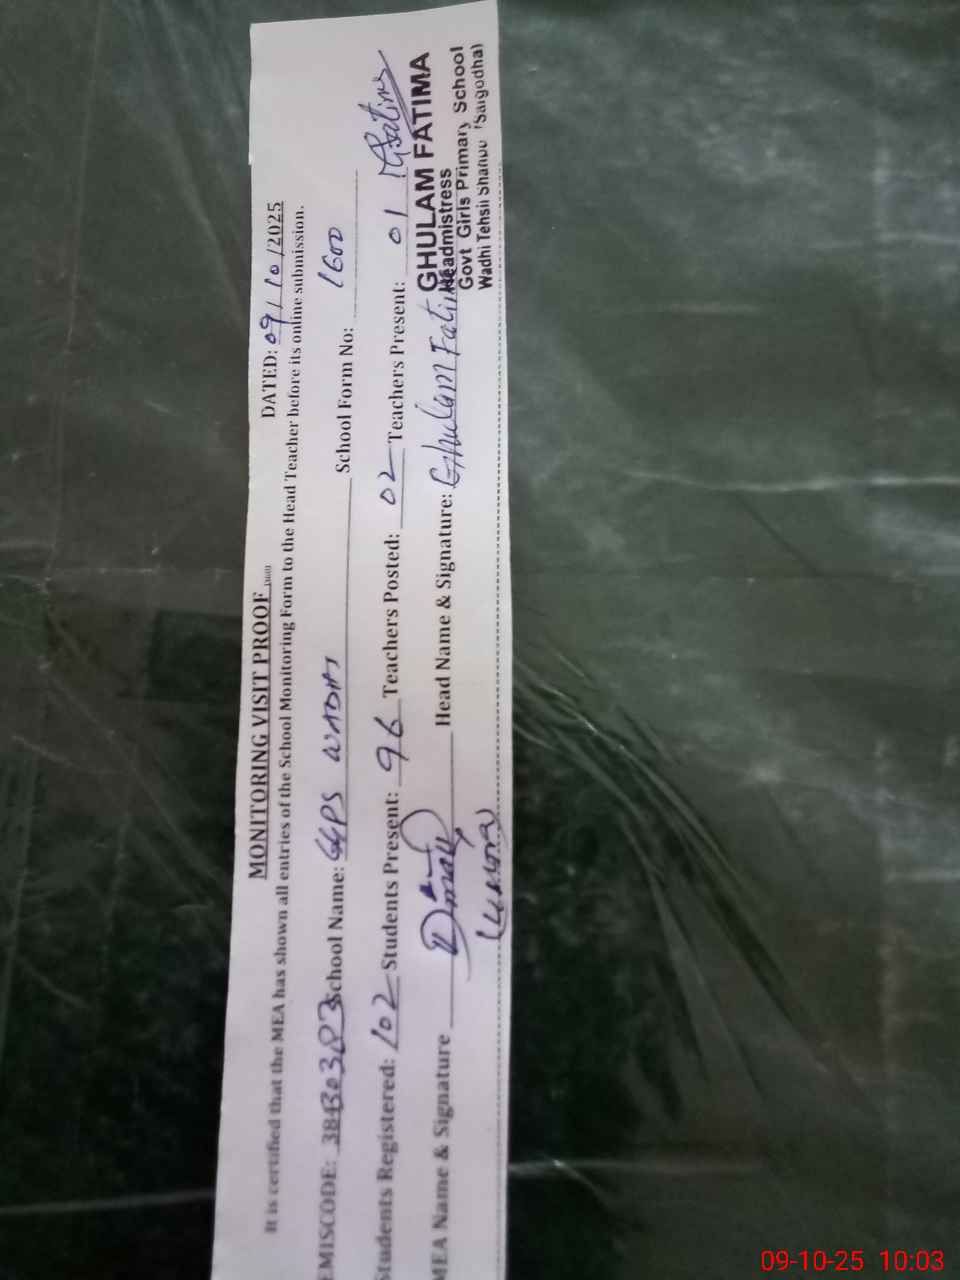 MONITORING VISIT PROOF DATED: 09/10/2025
It is certified that the MEA has shown all entries of the School Monitoring Form to the Head Teacher before its online submission.
EMISCODE: 38430383 School Name: GGPS WADHI School Form No: 1600
Students Registered: 102 Students Present: 96 Teachers Posted: 02 Teachers Present: 01 GFatima
MEA Name & Signature Head Name & Signature: Ghulam Fatima
GHULAM FATIMA
Headmistress
Govt Girls Primary School
Wadhi Tehsil (Sargodha)
09-10-25 10:03